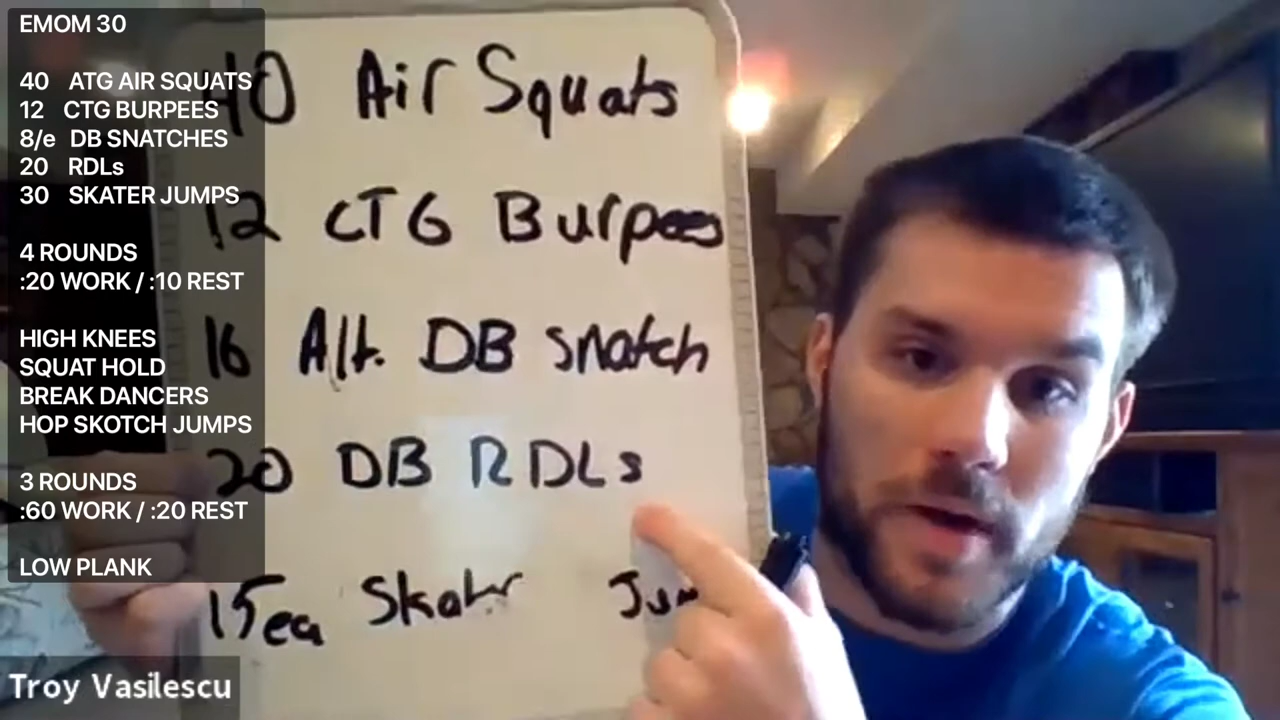 EMOM 30
40 ATG AIR SQUATS
12 CTG BURPEES
8/e DB SNATCHES
20 RDLs
30 SKATER JUMPS
4 ROUNDS
:20 WORK / :10 REST
HIGH KNEES
SQUAT HOLD
BREAK DANCERS
HOP SKOTCH JUMPS
3 ROUNDS
:60 WORK / :20 REST
LOW PLANK
40 Air Squats
12 CTG Burpees
16 Alt. DB snatch
20 DB RDLs
15ea Skater
Troy Vasilescu